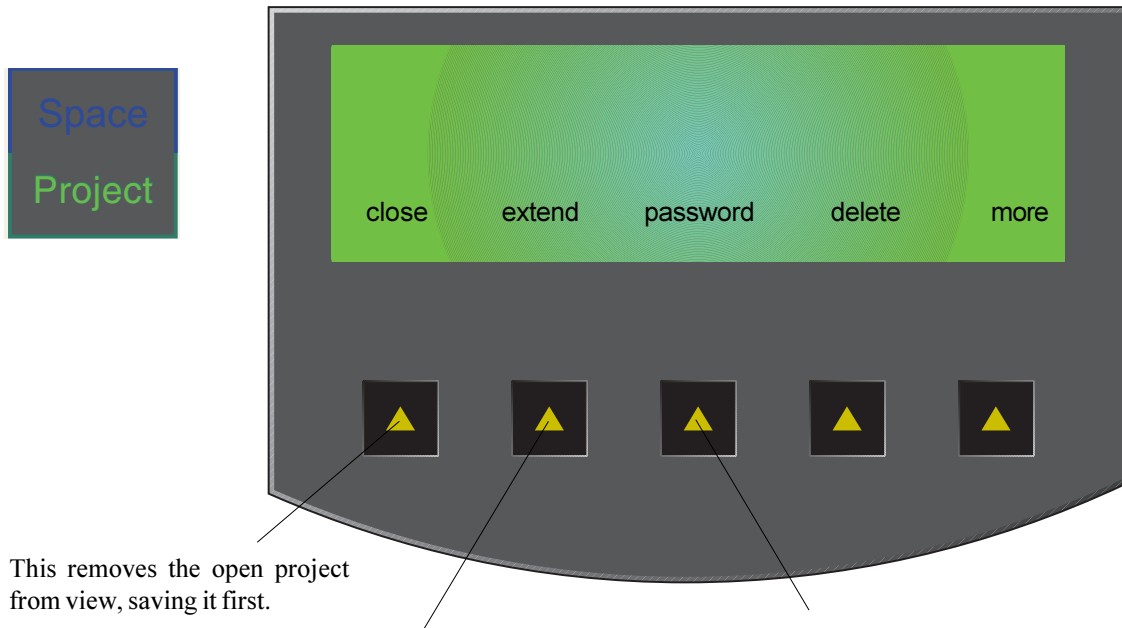 Space
Project
close extend password delete more
This removes the open project
from view, saving it first.